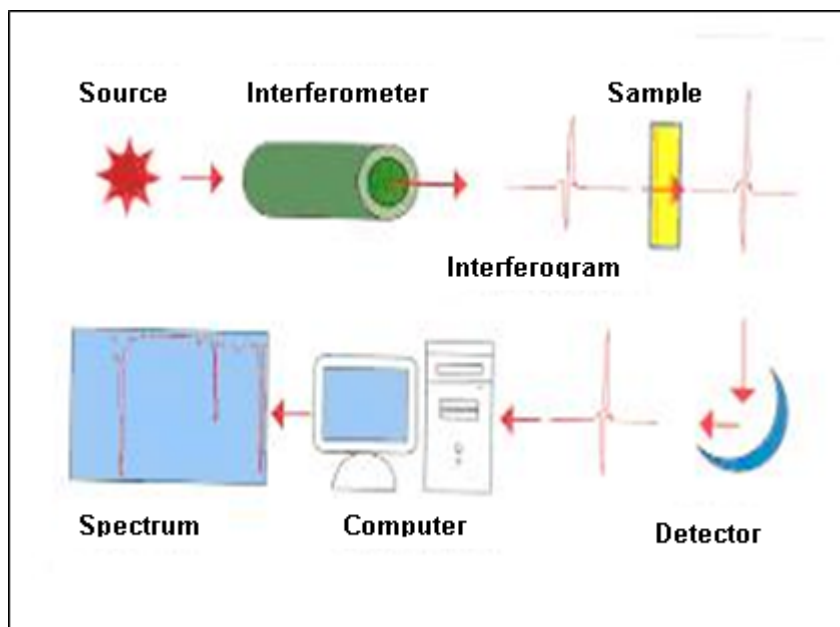 Source
Interferometer
Sample
Interferogram
Spectrum
Computer
Detector